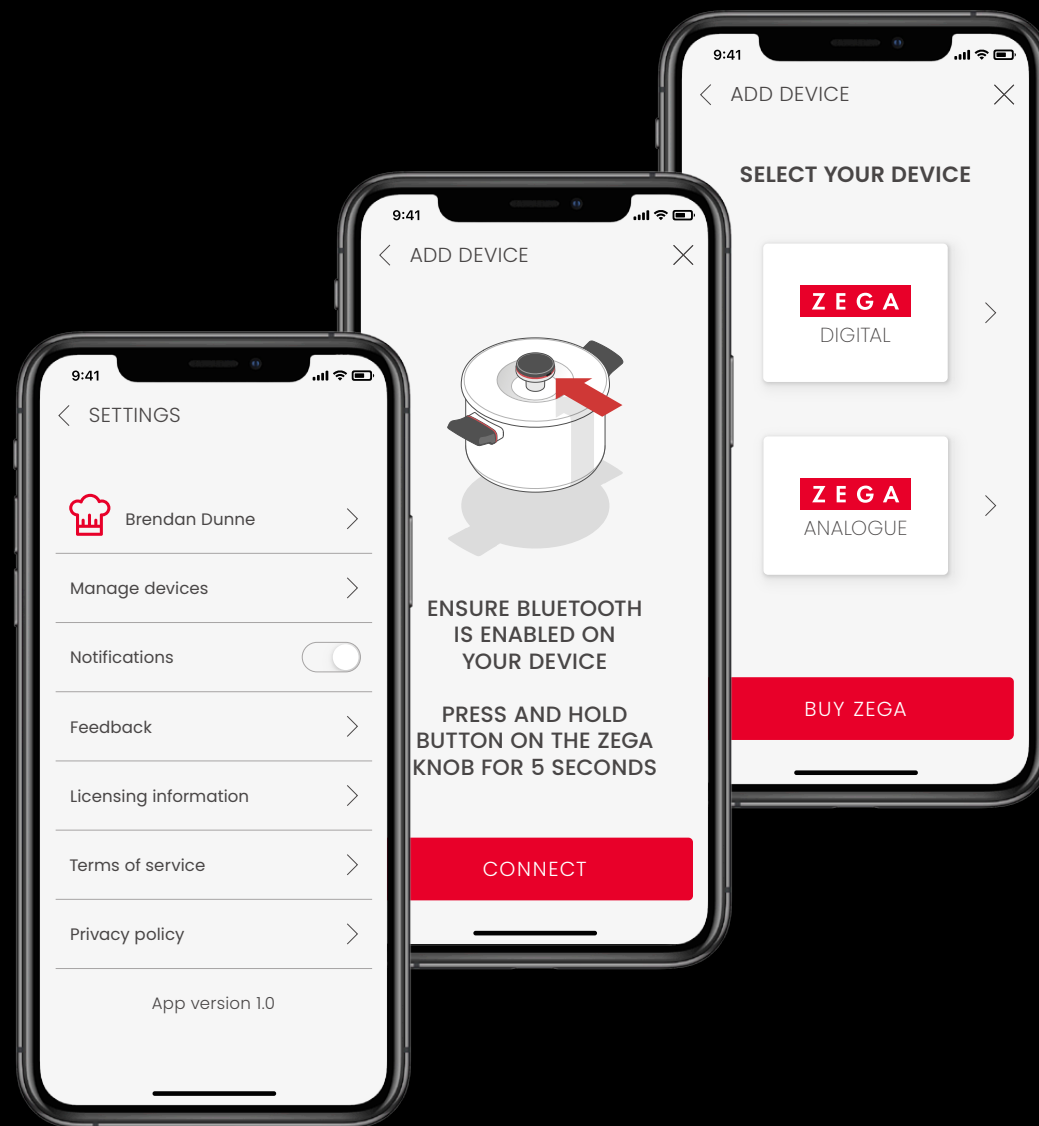 9:41
SETTINGS
Brendan Dunne
Manage devices
Notifications
Feedback
Licensing information
Terms of service
Privacy policy
App version 1.0
9:41
ADD DEVICE
ENSURE BLUETOOTH
IS ENABLED ON
YOUR DEVICE
PRESS AND HOLD
BUTTON ON THE ZEGA
KNOB FOR 5 SECONDS
CONNECT
9:41
ADD DEVICE
SELECT YOUR DEVICE
ZEGA
DIGITAL
ZEGA
ANALOGUE
BUY ZEGA